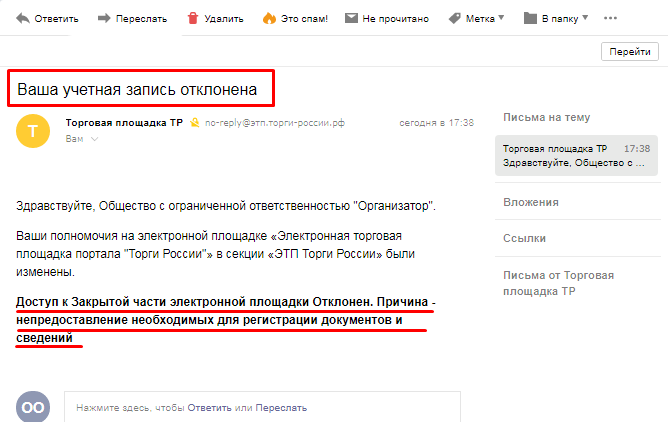 Ответить Переслать Удалить Это спам! Не прочитано Метка В папку
Перейти
Ваша учетная запись отклонена
Т
Торговая площадка ТР no-reply@этп.торги-россии.рф сегодня в 17:38
Вам
Письма на тему
Торговая площадка ТР 17:38
Здравствуйте, Общество с ...
Вложения
Ссылки
Письма от Торговая
площадка ТР
Здравствуйте, Общество с ограниченной ответственностью "Организатор".
Ваши полномочия на электронной площадке «Электронная торговая
площадка портала "Торги России"» в секции «ЭТП Торги России» были
изменены.
Доступ к Закрытой части электронной площадки Отклонен. Причина -
непредоставление необходимых для регистрации документов и
сведений
ОО
Нажмите здесь, чтобы Ответить или Переслать